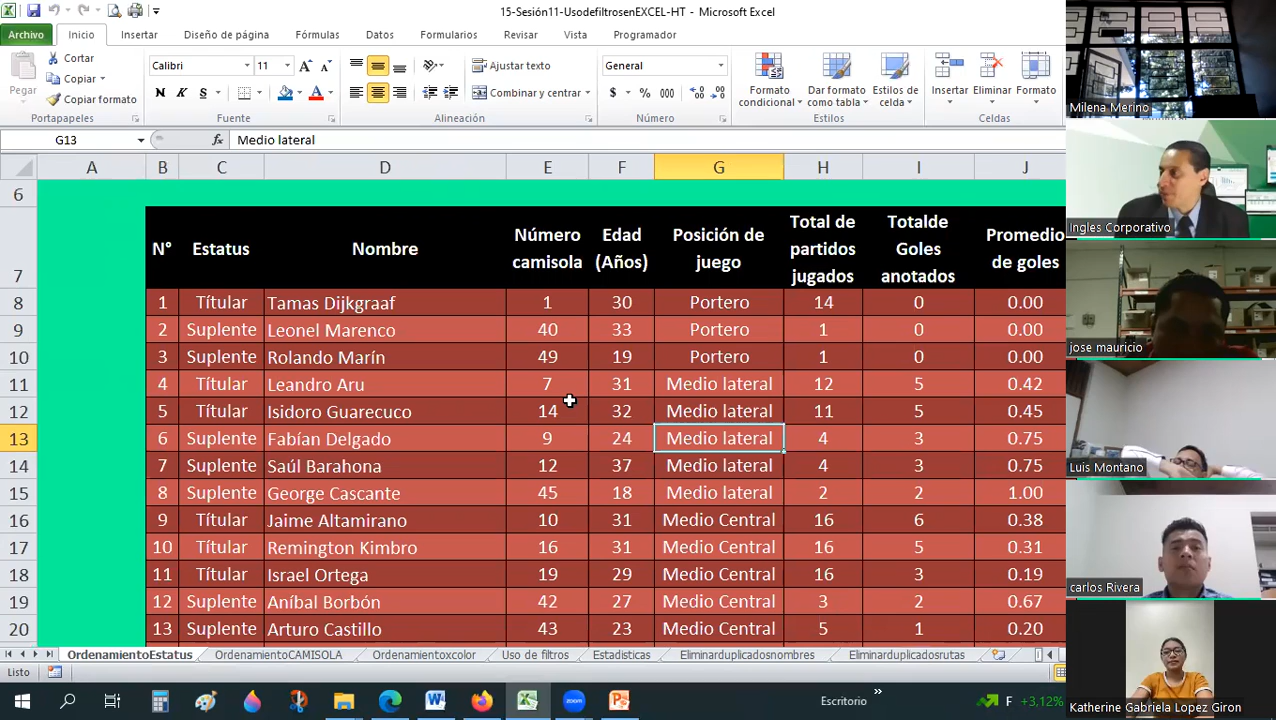 15-Sesión11-UsodefiltrosenEXCEL-HT - Microsoft Excel
Archivo Inicio Insertar Diseño de página Fórmulas Datos Formularios Revisar Vista Programador
Cortar
Copiar
Copiar formato
Pegar
Portapapeles
Calibri 11
N K S
Fuente
Ajustar texto
Combinar y centrar
Alineación
General
$ % 000
Número
Formato condicional
Dar formato como tabla
Estilos de celda
Estilos
Insertar Eliminar Formato
Celdas
G13 fx Medio lateral
A B C D E F G H I J
6
7 N° Estatus Nombre Número camisola Edad (Años) Posición de juego Total de partidos jugados Totalde Goles anotados Promedio de goles
8 1 Títular Tamas Dijkgraaf 1 30 Portero 14 0 0.00
9 2 Suplente Leonel Marenco 40 33 Portero 1 0 0.00
10 3 Suplente Rolando Marín 49 19 Portero 1 0 0.00
11 4 Títular Leandro Aru 7 31 Medio lateral 12 5 0.42
12 5 Títular Isidoro Guarecuco 14 32 Medio lateral 11 5 0.45
13 6 Suplente Fabían Delgado 9 24 Medio lateral 4 3 0.75
14 7 Suplente Saúl Barahona 12 37 Medio lateral 4 3 0.75
15 8 Suplente George Cascante 45 18 Medio lateral 2 2 1.00
16 9 Títular Jaime Altamirano 10 31 Medio Central 16 6 0.38
17 10 Títular Remington Kimbro 16 31 Medio Central 16 5 0.31
18 11 Títular Israel Ortega 19 29 Medio Central 16 3 0.19
19 12 Suplente Aníbal Borbón 42 27 Medio Central 3 2 0.67
20 13 Suplente Arturo Castillo 43 23 Medio Central 5 1 0.20
OrdenamientoEstatus OrdenamientoCAMISOLA Ordenamientoxcolor Uso de filtros Estadisticas Eliminarduplicadosnombres Eliminarduplicadosrutas
Listo
Escritorio » F +3,12%
Milena Merino
Ingles Corporativo
jose mauricio
Luis Montano
carlos Rivera
Katherine Gabriela Lopez Giron